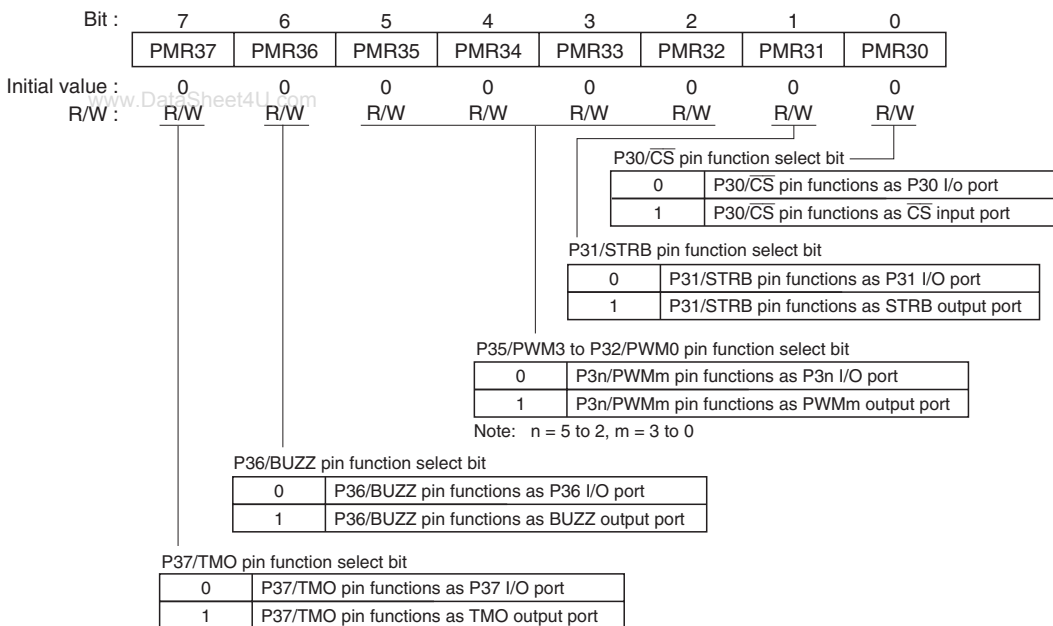 Bit : 7 6 5 4 3 2 1 0
PMR37 PMR36 PMR35 PMR34 PMR33 PMR32 PMR31 PMR30
Initial value : 0 0 0 0 0 0 0 0
www.DataSheet4U.com
R/W : R/W R/W R/W R/W R/W R/W R/W R/W
P30/C̅S̅ pin function select bit
0 P30/C̅S̅ pin functions as P30 I/o port
1 P30/C̅S̅ pin functions as C̅S̅ input port
P31/STRB pin function select bit
0 P31/STRB pin functions as P31 I/O port
1 P31/STRB pin functions as STRB output port
P35/PWM3 to P32/PWM0 pin function select bit
0 P3n/PWMm pin functions as P3n I/O port
1 P3n/PWMm pin functions as PWMm output port
Note: n = 5 to 2, m = 3 to 0
P36/BUZZ pin function select bit
0 P36/BUZZ pin functions as P36 I/O port
1 P36/BUZZ pin functions as BUZZ output port
P37/TMO pin function select bit
0 P37/TMO pin functions as P37 I/O port
1 P37/TMO pin functions as TMO output port